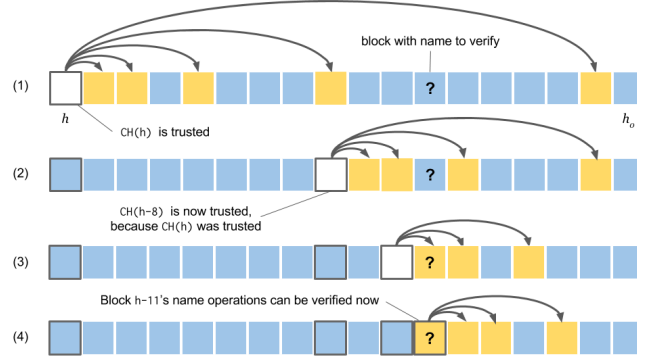 block with name to verify
(1)
?
h
CH(h) is trusted
hₒ
(2)
?
CH(h-8) is now trusted,
because CH(h) was trusted
(3)
?
Block h-11's name operations can be verified now
(4)
?